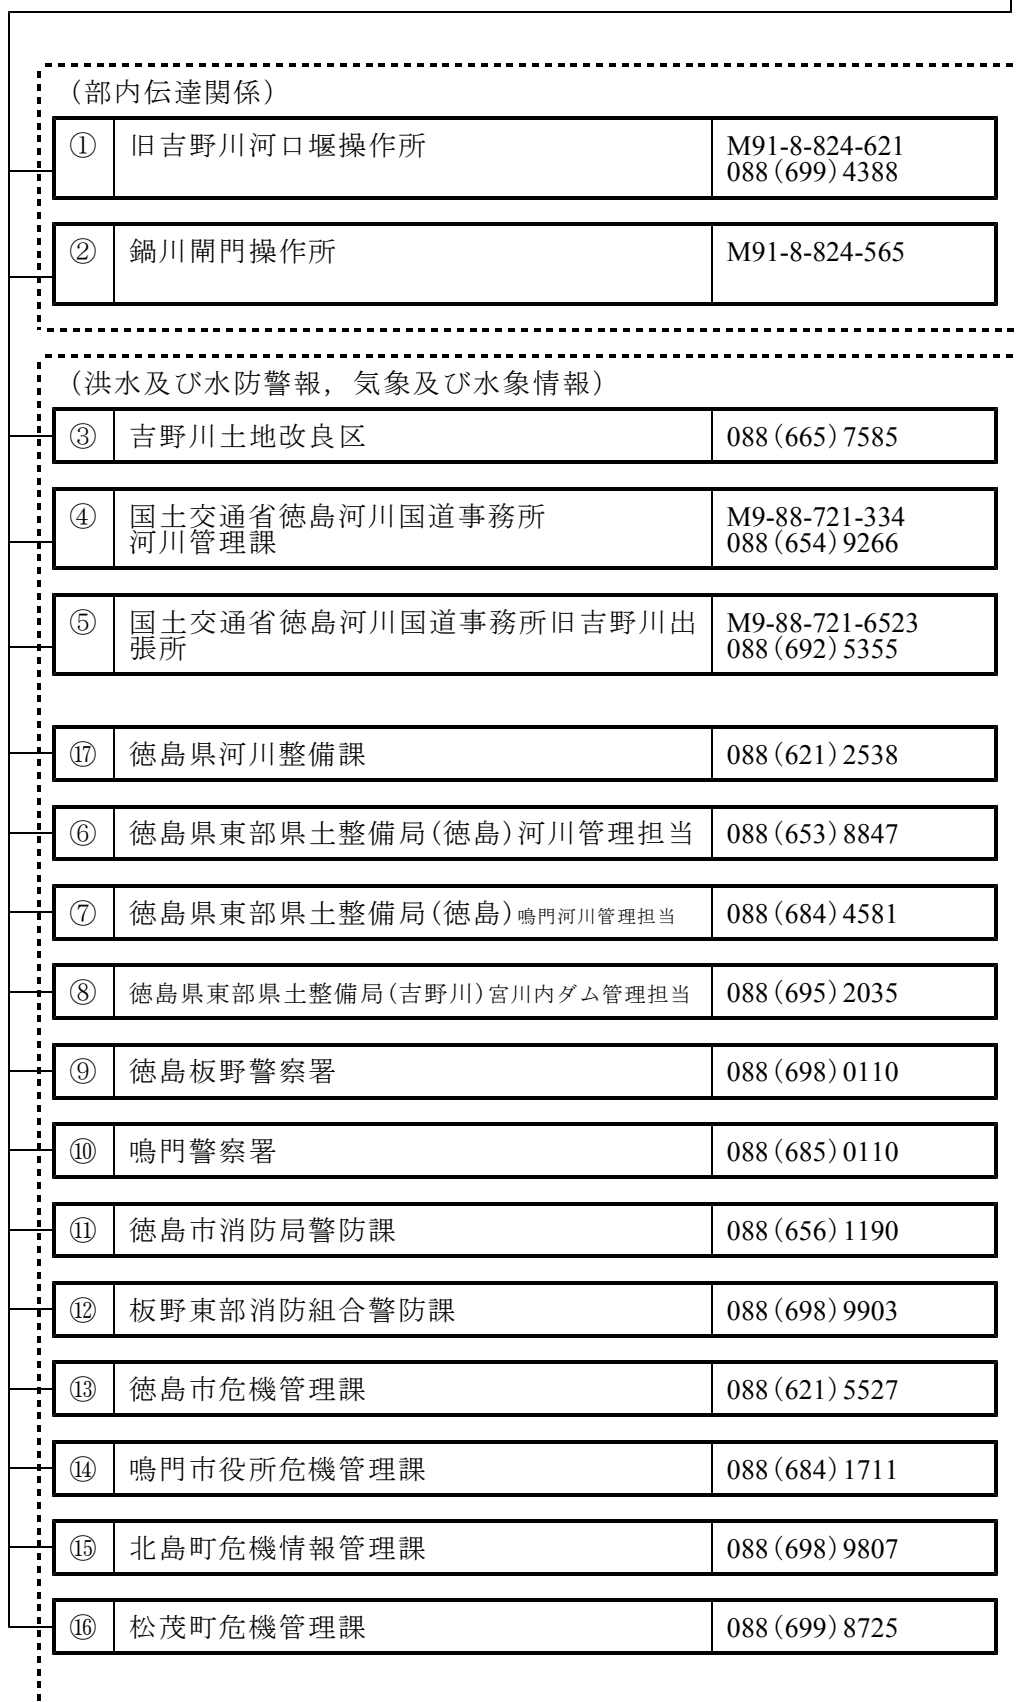 （部内伝達関係）
① 旧吉野川河口堰操作所 M91-8-824-621
088(699)4388
② 鍋川閘門操作所 M91-8-824-565
（洪水及び水防警報，気象及び水象情報）
③ 吉野川土地改良区 088(665)7585
④ 国土交通省徳島河川国道事務所 M9-88-721-334
河川管理課 088(654)9266
⑤ 国土交通省徳島河川国道事務所旧吉野川出 M9-88-721-6523
張所 088(692)5355
⑰ 徳島県河川整備課 088(621)2538
⑥ 徳島県東部県土整備局(徳島)河川管理担当 088(653)8847
⑦ 徳島県東部県土整備局(徳島)鳴門河川管理担当 088(684)4581
⑧ 徳島県東部県土整備局(吉野川)宮川内ダム管理担当 088(695)2035
⑨ 徳島板野警察署 088(698)0110
⑩ 鳴門警察署 088(685)0110
⑪ 徳島市消防局警防課 088(656)1190
⑫ 板野東部消防組合警防課 088(698)9903
⑬ 徳島市危機管理課 088(621)5527
⑭ 鳴門市役所危機管理課 088(684)1711
⑮ 北島町危機情報管理課 088(698)9807
⑯ 松茂町危機管理課 088(699)8725